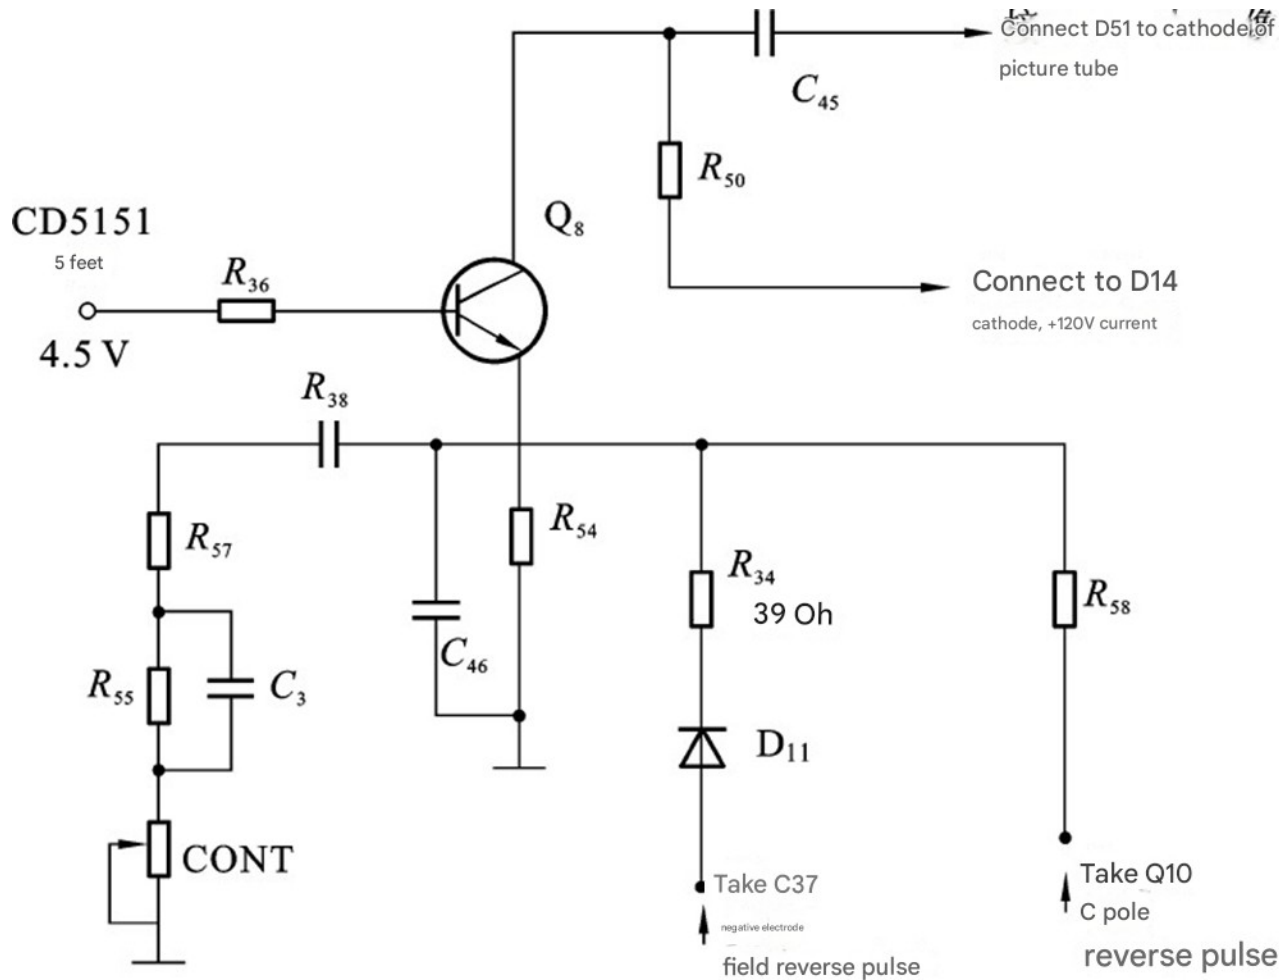 Connect D51 to cathode of
picture tube
C45
R50
Q8
CD5151
5 feet
R36
4.5 V
Connect to D14
cathode, +120V current
R38
R57
R54
R34
39 Oh
R58
C46
R55
C3
D11
CONT
Take C37
negative electrode
field reverse pulse
Take Q10
C pole
reverse pulse